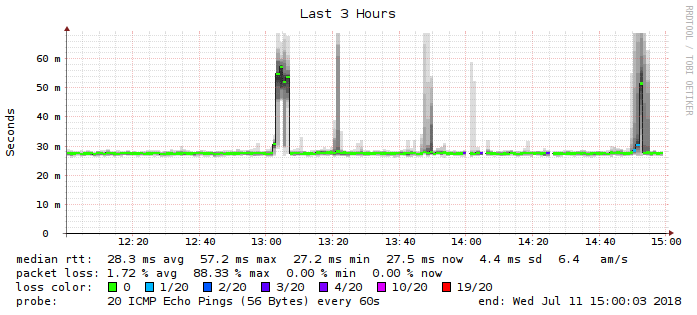 Last 3 Hours
RRDTOOL / TOBI OETIKER
Seconds
60 m
50 m
40 m
30 m
20 m
10 m
0
12:20 12:40 13:00 13:20 13:40 14:00 14:20 14:40 15:00
median rtt: 28.3 ms avg 57.2 ms max 27.2 ms min 27.5 ms now 4.4 ms sd 6.4 am/s
packet loss: 1.72 % avg 88.33 % max 0.00 % min 0.00 % now
loss color: 0 1/20 2/20 3/20 4/20 10/20 19/20
probe: 20 ICMP Echo Pings (56 Bytes) every 60s end: Wed Jul 11 15:00:03 2018